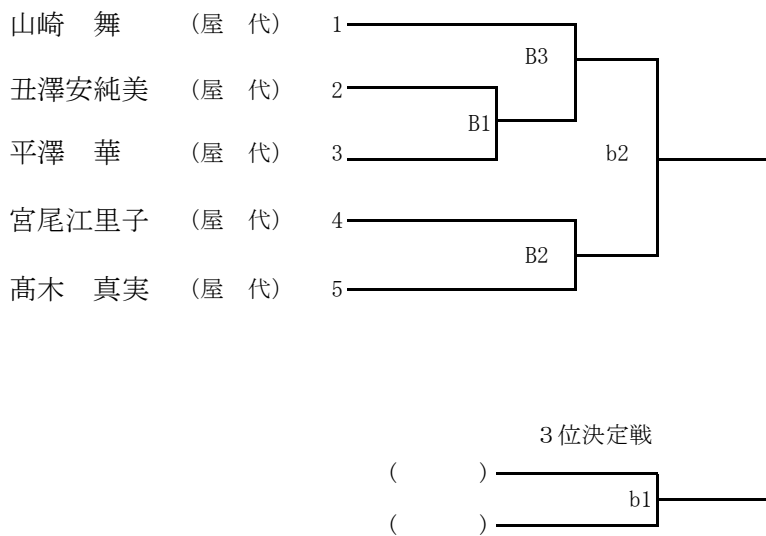 山崎　舞　（屋　代）　1
B3
丑澤安純美　（屋　代）　2
B1
平澤　華　（屋　代）　3
b2
宮尾江里子　（屋　代）　4
B2
髙木　真実　（屋　代）　5
３位決定戦
(　　　)
b1
(　　　)